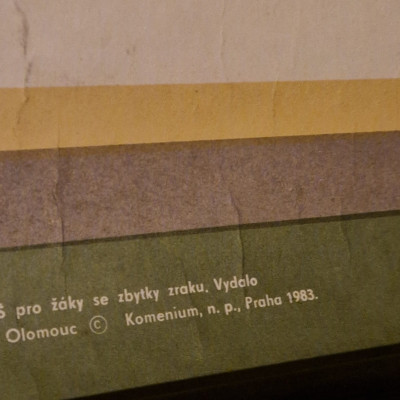 Š pro žáky se zbytky zraku. Vydalo
Olomouc © Komenium, n. p., Praha 1983.